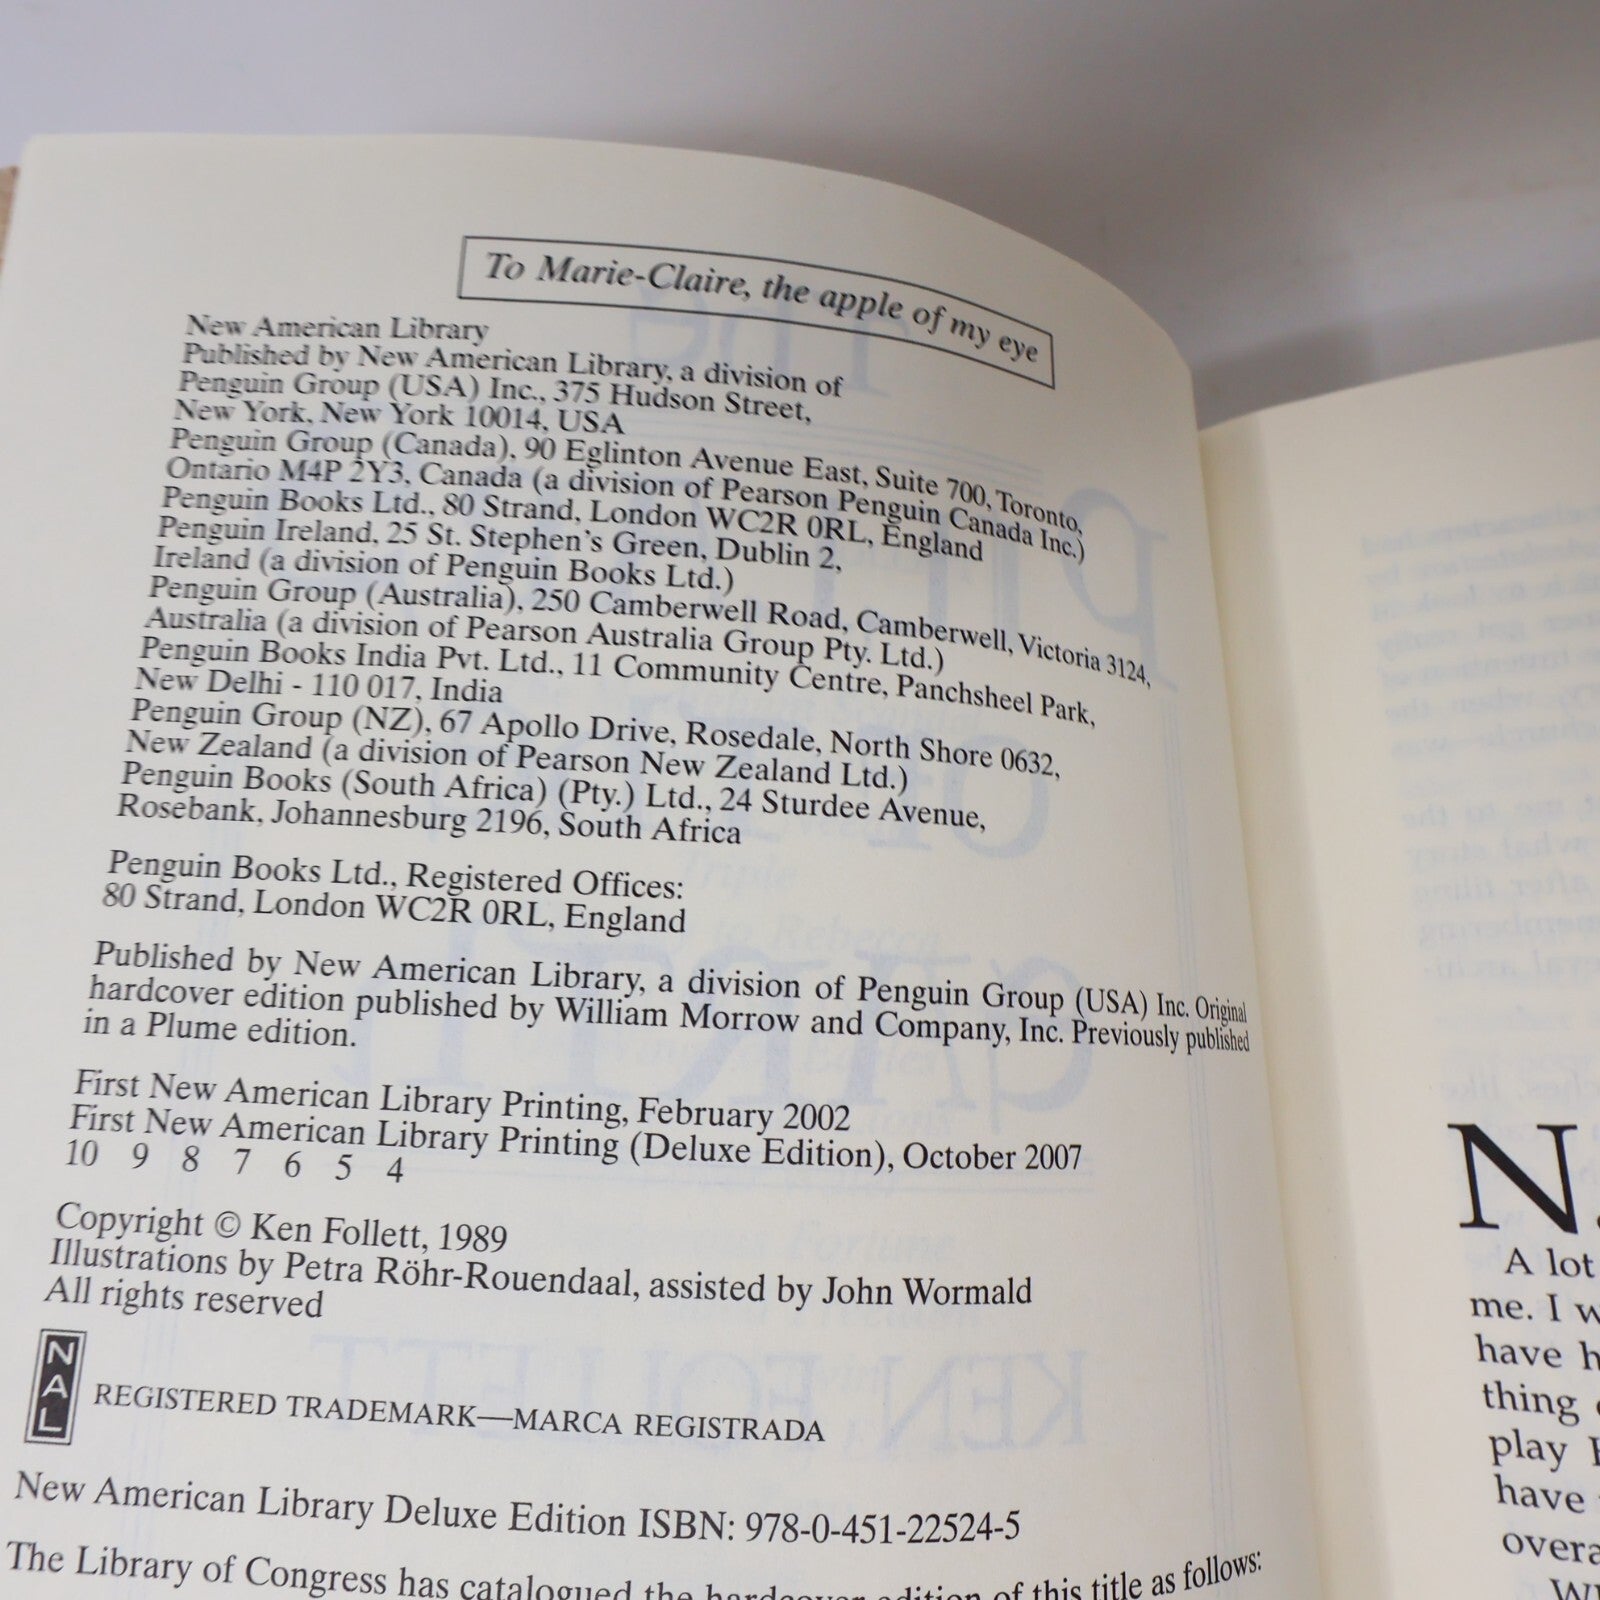 To Marie-Claire, the apple of my eye
New American Library
Published by New American Library, a division of
Penguin Group (USA) Inc., 375 Hudson Street,
New York, New York 10014, USA
Penguin Group (Canada), 90 Eglinton Avenue East, Suite 700, Toronto,
Ontario M4P 2Y3, Canada (a division of Pearson Penguin Canada Inc.)
Penguin Books Ltd., 80 Strand, London WC2R 0RL, England
Penguin Ireland, 25 St. Stephen's Green, Dublin 2,
Ireland (a division of Penguin Books Ltd.)
Penguin Group (Australia), 250 Camberwell Road, Camberwell, Victoria 3124,
Australia (a division of Pearson Australia Group Pty. Ltd.)
Penguin Books India Pvt. Ltd., 11 Community Centre, Panchsheel Park,
New Delhi - 110 017, India
Penguin Group (NZ), 67 Apollo Drive, Rosedale, North Shore 0632,
New Zealand (a division of Pearson New Zealand Ltd.)
Penguin Books (South Africa) (Pty.) Ltd., 24 Sturdee Avenue,
Rosebank, Johannesburg 2196, South Africa
Penguin Books Ltd., Registered Offices:
80 Strand, London WC2R 0RL, England
Published by New American Library, a division of Penguin Group (USA) Inc. Original
hardcover edition published by William Morrow and Company, Inc. Previously published
in a Plume edition.
First New American Library Printing, February 2002
First New American Library Printing (Deluxe Edition), October 2007
10 9 8 7 6 5 4
Copyright © Ken Follett, 1989
Illustrations by Petra Röhr-Rouendaal, assisted by John Wormald
All rights reserved
NAL
REGISTERED TRADEMARK—MARCA REGISTRADA
New American Library Deluxe Edition ISBN: 978-0-451-22524-5
The Library of Congress has catalogued the hardcover edition of this title as follows:
N
A lot
me. I w
have h
thing
play
have
overa